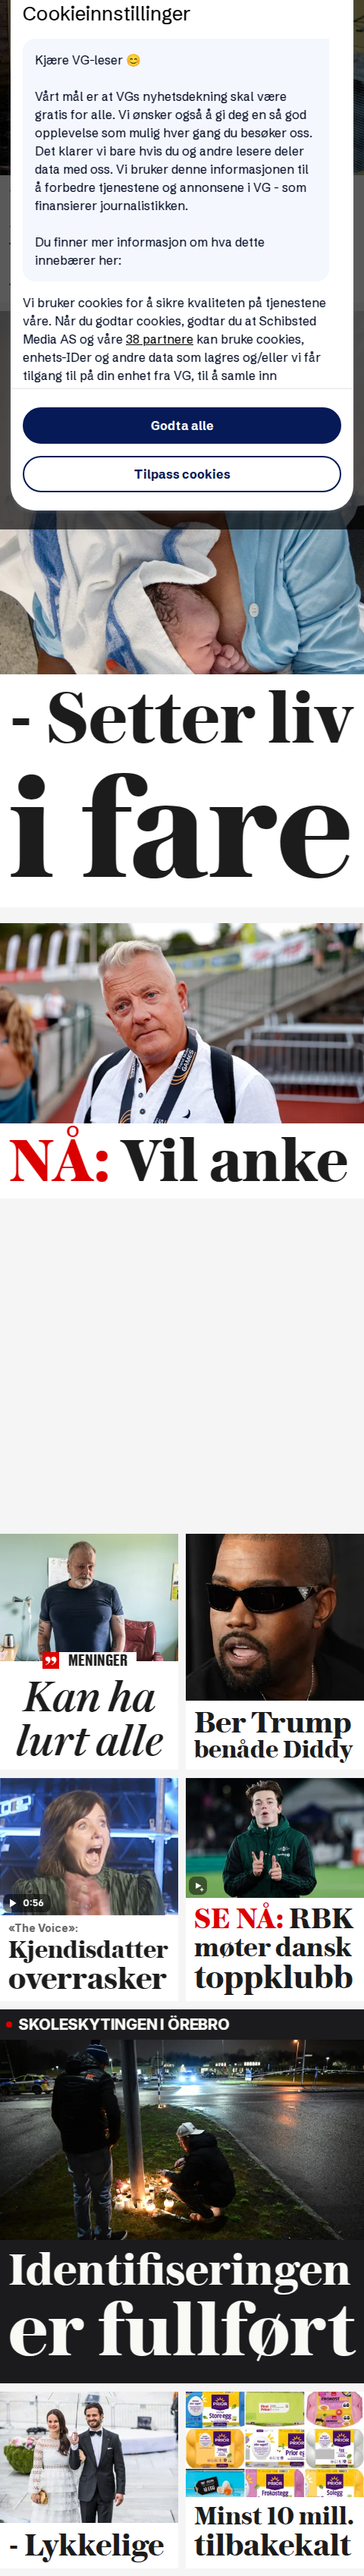 Cookieinnstillinger
Kjære VG-leser 😊
Vårt mål er at VGs nyhetsdekning skal være
gratis for alle. Vi ønsker også å gi deg en så god
opplevelse som mulig hver gang du besøker oss.
Det klarer vi bare hvis du og andre lesere deler
data med oss. Vi bruker denne informasjonen til
å forbedre tjenestene og annonsene i VG - som
finansierer journalistikken.
Du finner mer informasjon om hva dette
innebærer her:
Vi bruker cookies for å sikre kvaliteten på tjenestene
våre. Når du godtar cookies, godtar du at Schibsted
Media AS og våre 38 partnere kan bruke cookies,
enhets-IDer og andre data som lagres og/eller vi får
tilgang til på din enhet fra VG, til å samle inn
Godta alle
Tilpass cookies
- Setter liv
i fare
NÅ: Vil anke
MENINGER
Kan ha
lurt alle
Ber Trump
benåde Diddy
0:56
«The Voice»:
Kjendisdatter
overrasker
SE NÅ: RBK
møter dansk
toppklubb
SKOLESKYTINGEN I ÖREBRO
Identifiseringen
er fullført
- Lykkelige
Minst 10 mill.
tilbakekalt